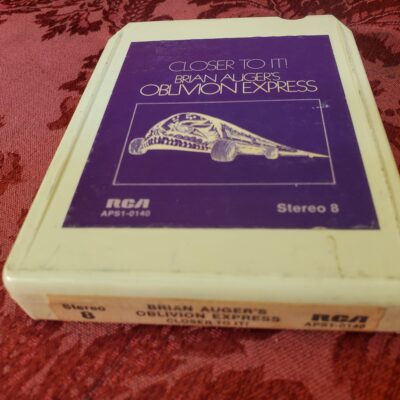 CLOSER TO IT!
BRIAN AUGER'S
OBLIVION EXPRESS
RCA
APS1-0140
Stereo 8
Stereo
8
BRIAN AUGER'S
OBLIVION EXPRESS
CLOSER TO IT!
RCA
APS1-0140